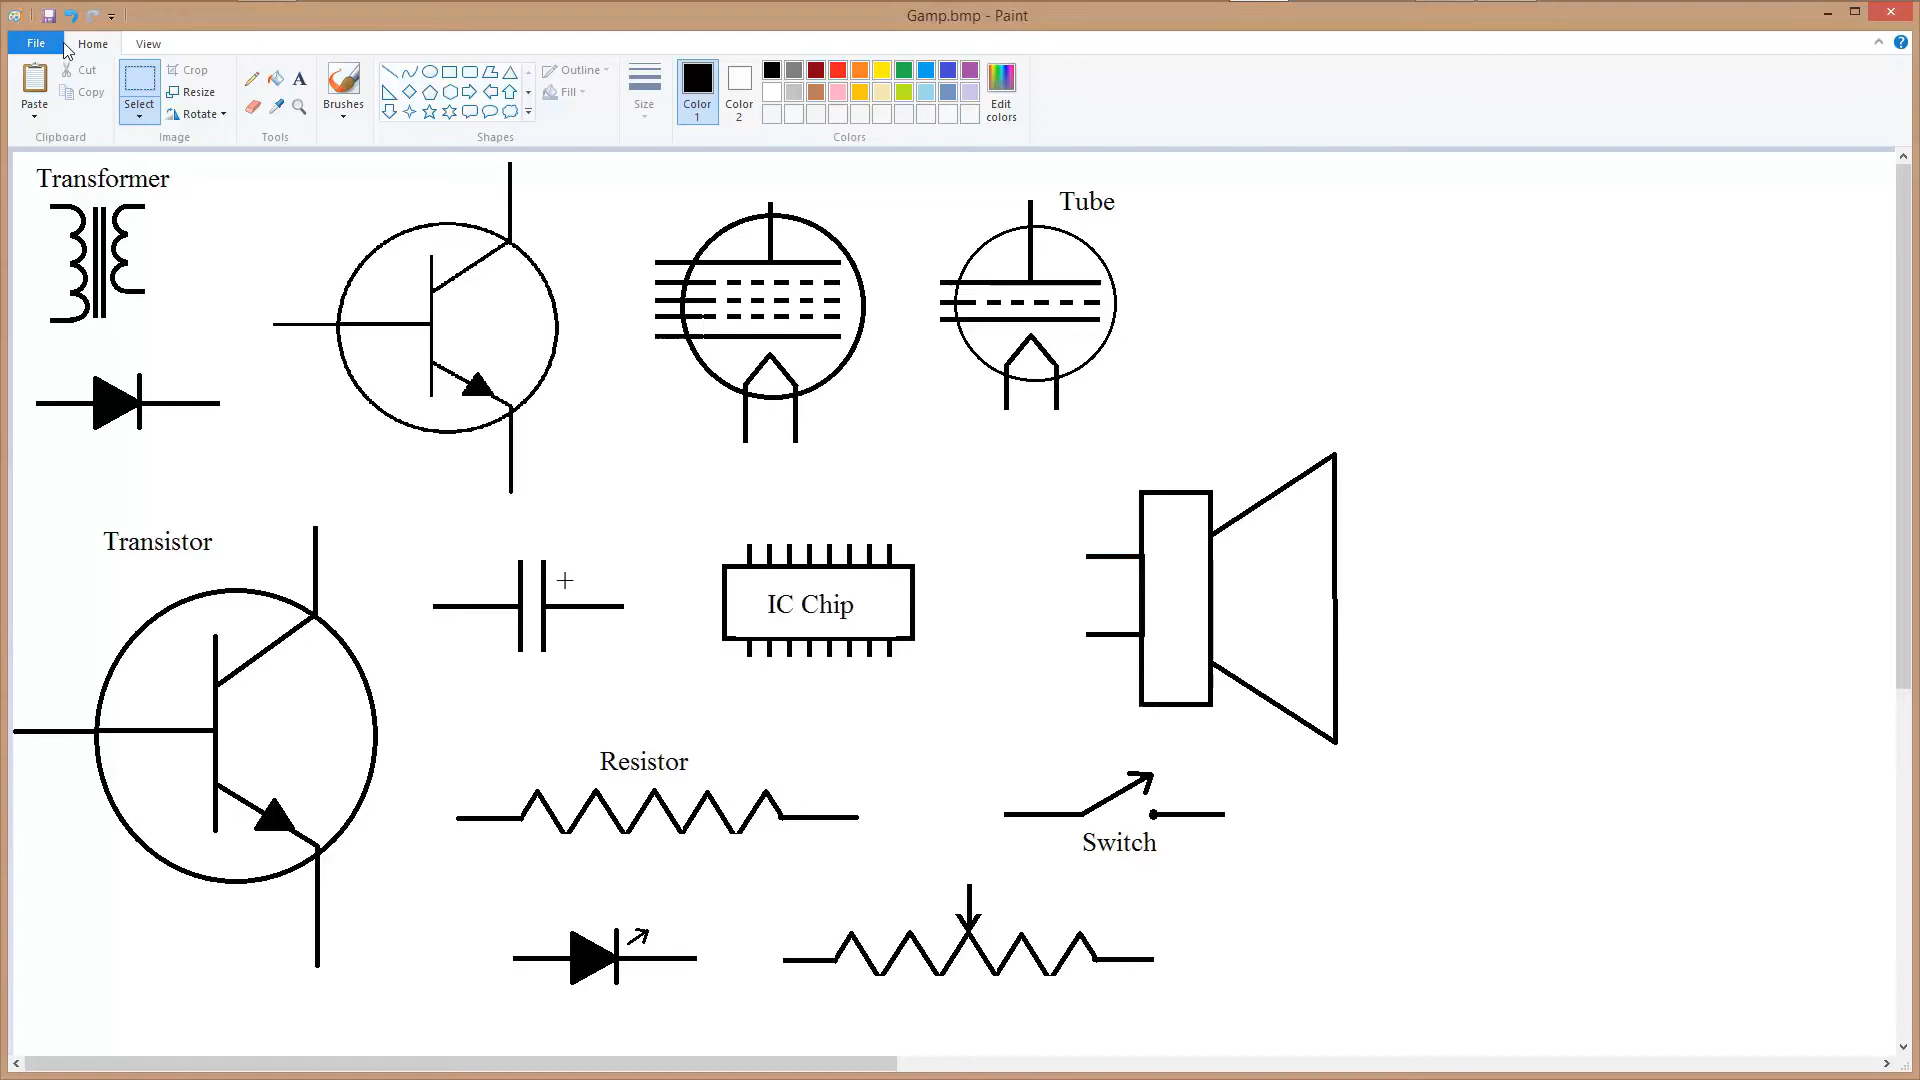 Gamp.bmp - Paint
File
Home
View
Paste
Cut
Copy
Clipboard
Select
Crop
Resize
Rotate
Image
Tools
Brushes
Shapes
Outline
Fill
Size
Color
1
Color
2
Edit
colors
Colors
Transformer
Tube
Transistor
+
IC Chip
Resistor
Switch